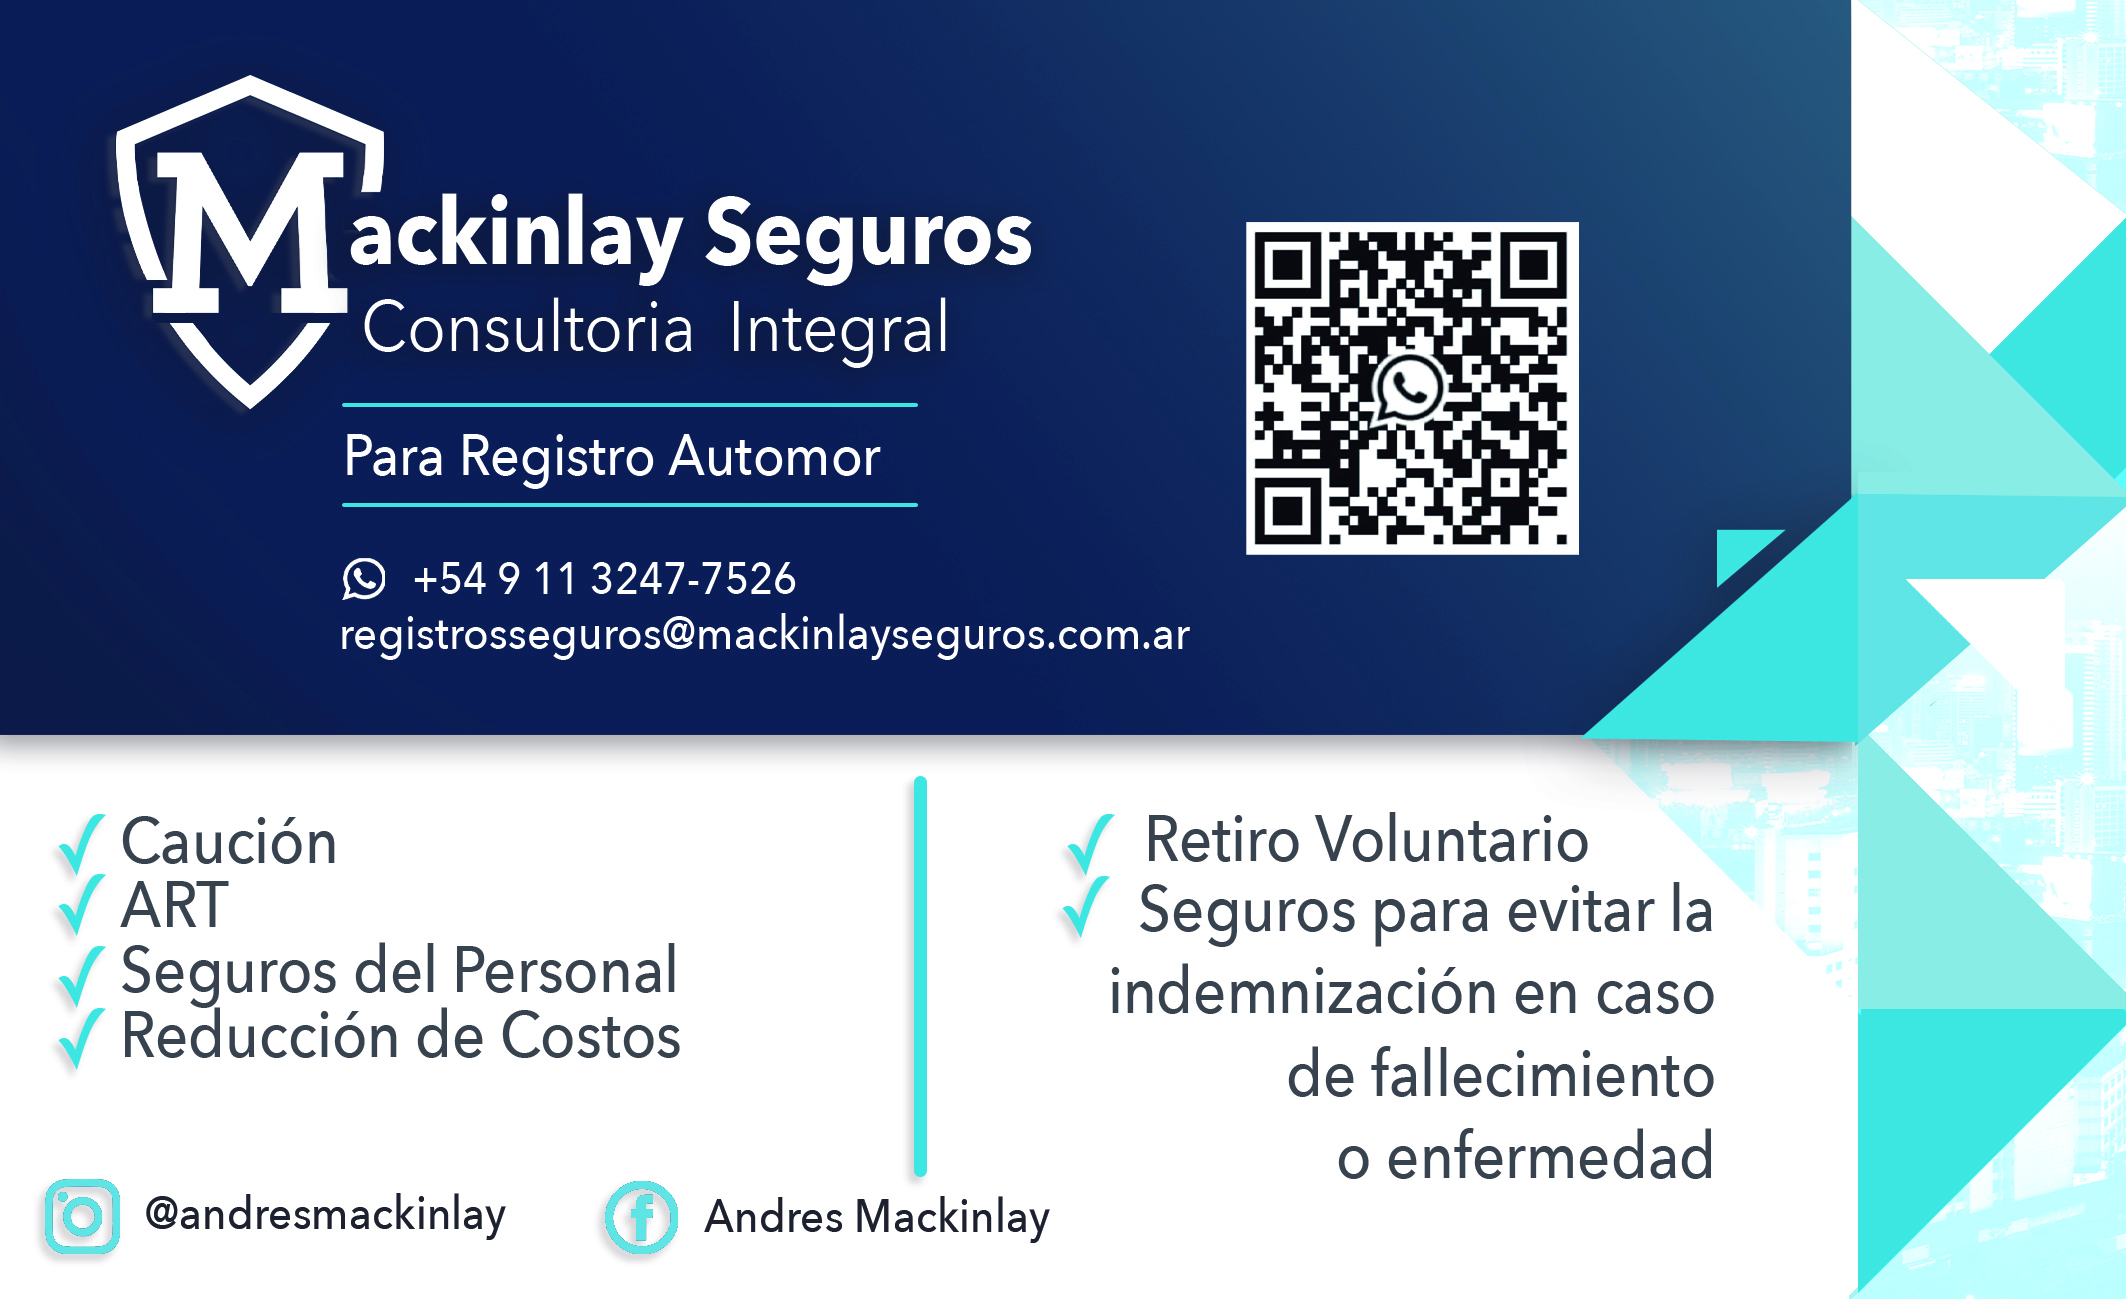 Mackinlay Seguros
Consultoria Integral
Para Registro Automor
+54 9 11 3247-7526
registrosseguros@mackinlayseguros.com.ar
Caución
ART
Seguros del Personal
Reducción de Costos
Retiro Voluntario
Seguros para evitar la
indemnización en caso
de fallecimiento
o enfermedad
@andresmackinlay
Andres Mackinlay